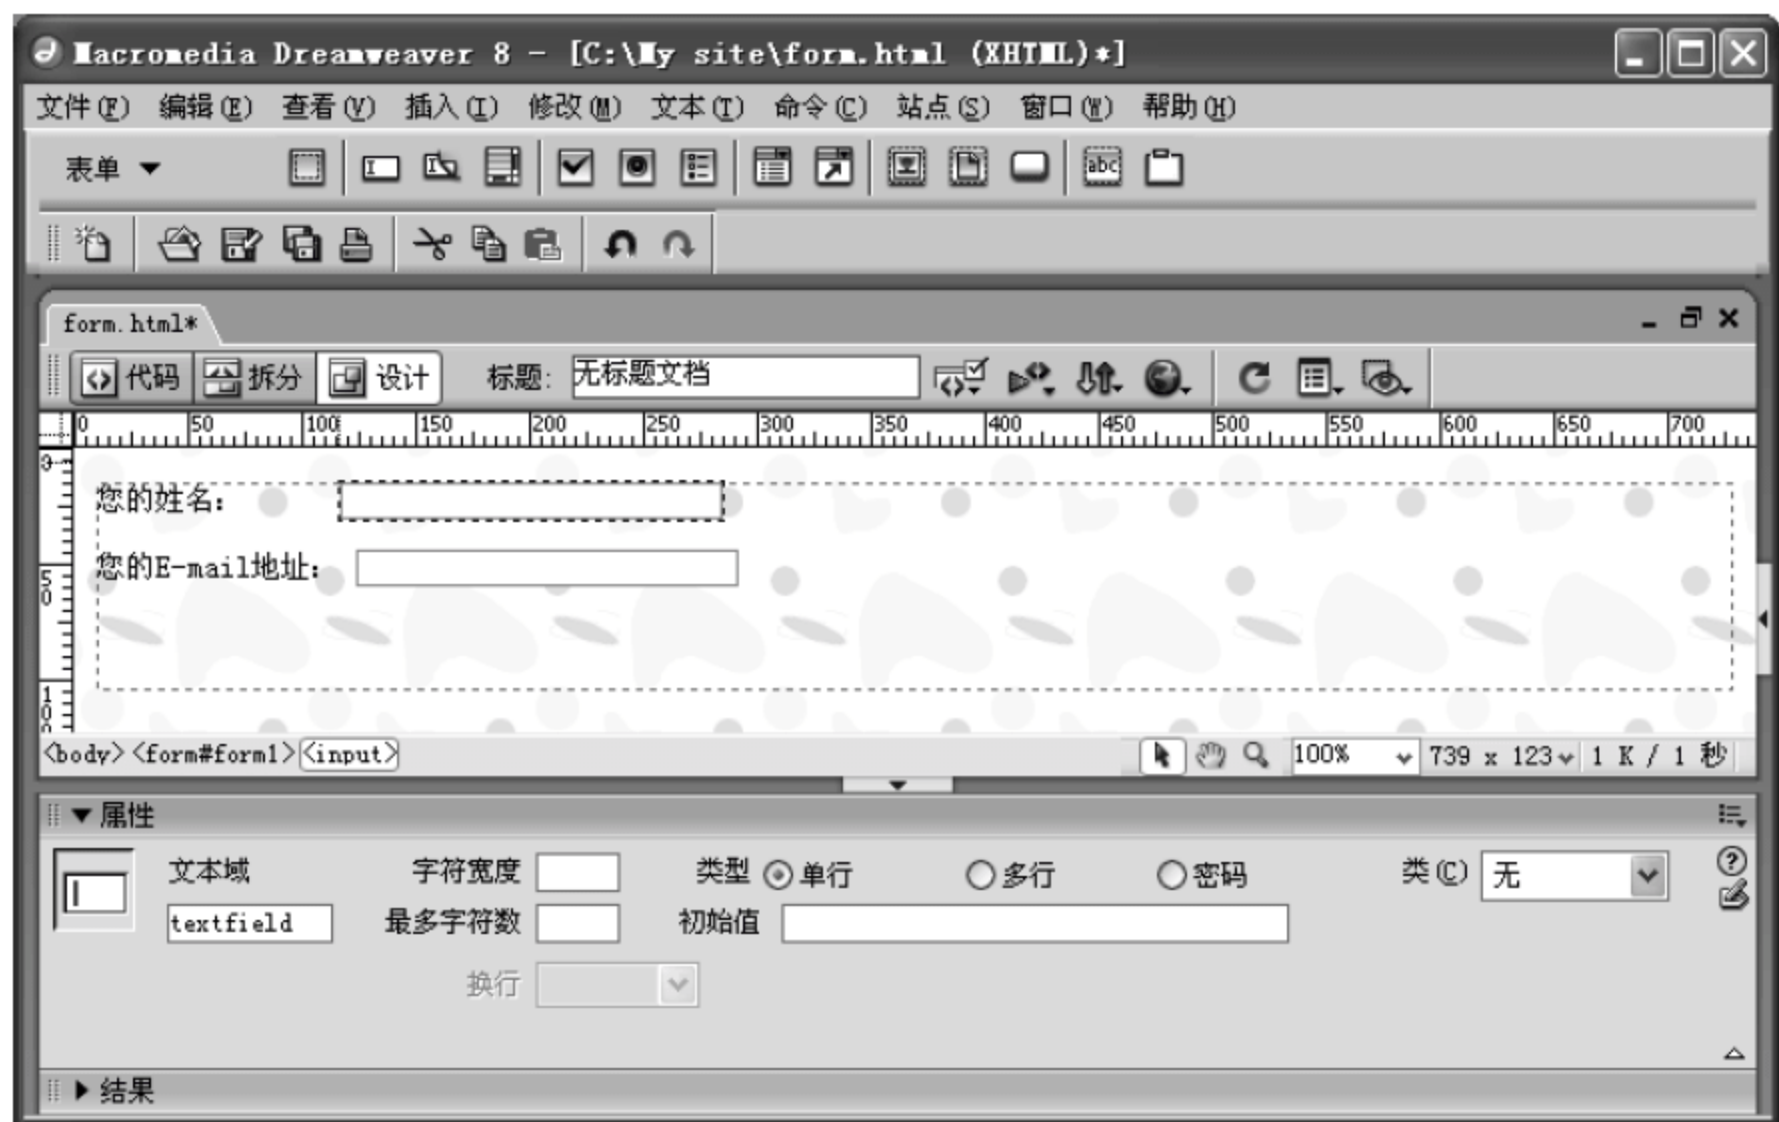 Macromedia Dreamweaver 8 - [C:\My site\form.html (XHTML)*]
文件(F) 编辑(E) 查看(V) 插入(I) 修改(M) 文本(T) 命令(C) 站点(S) 窗口(W) 帮助(H)
表单
abc
form.html*
代码 拆分 设计 标题: 无标题文档
0 50 100 150 200 250 300 350 400 450 500 550 600 650 700
0
您的姓名:
您的E-mail地址:
50
100
<body> <form#form1> <input> 100% 739 x 123 1 K / 1 秒
属性
文本域 字符宽度 类型 单行 多行 密码 类(C) 无
textfield 最多字符数 初始值
换行
结果